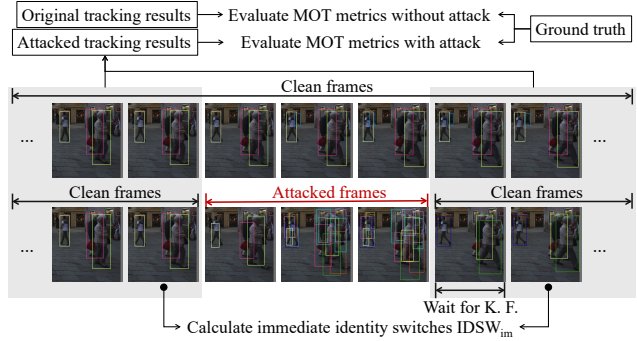 Original tracking results
Evaluate MOT metrics without attack
Attacked tracking results
Evaluate MOT metrics with attack
Ground truth
Clean frames
...
...
Clean frames
Attacked frames
Clean frames
...
...
Wait for K. F.
Calculate immediate identity switches IDSW_im